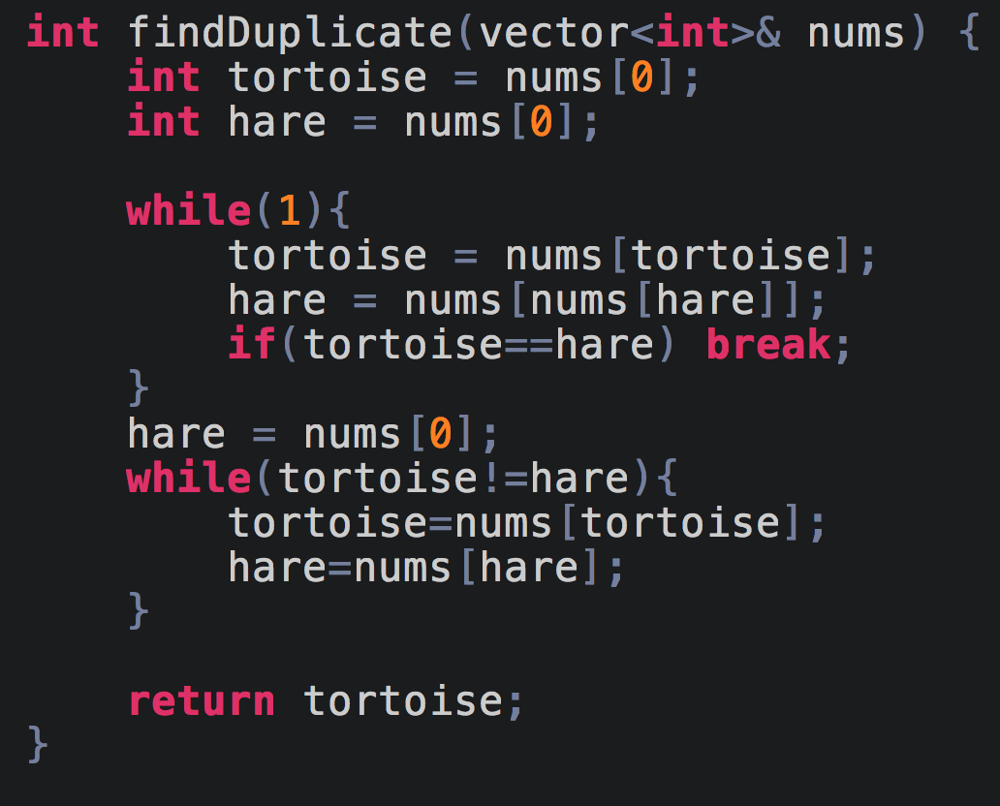 int findDuplicate(vector<int>& nums) {
    int tortoise = nums[0];
    int hare = nums[0];

    while(1){
        tortoise = nums[tortoise];
        hare = nums[nums[hare]];
        if(tortoise==hare) break;
    }
    hare = nums[0];
    while(tortoise!=hare){
        tortoise=nums[tortoise];
        hare=nums[hare];
    }

    return tortoise;
}